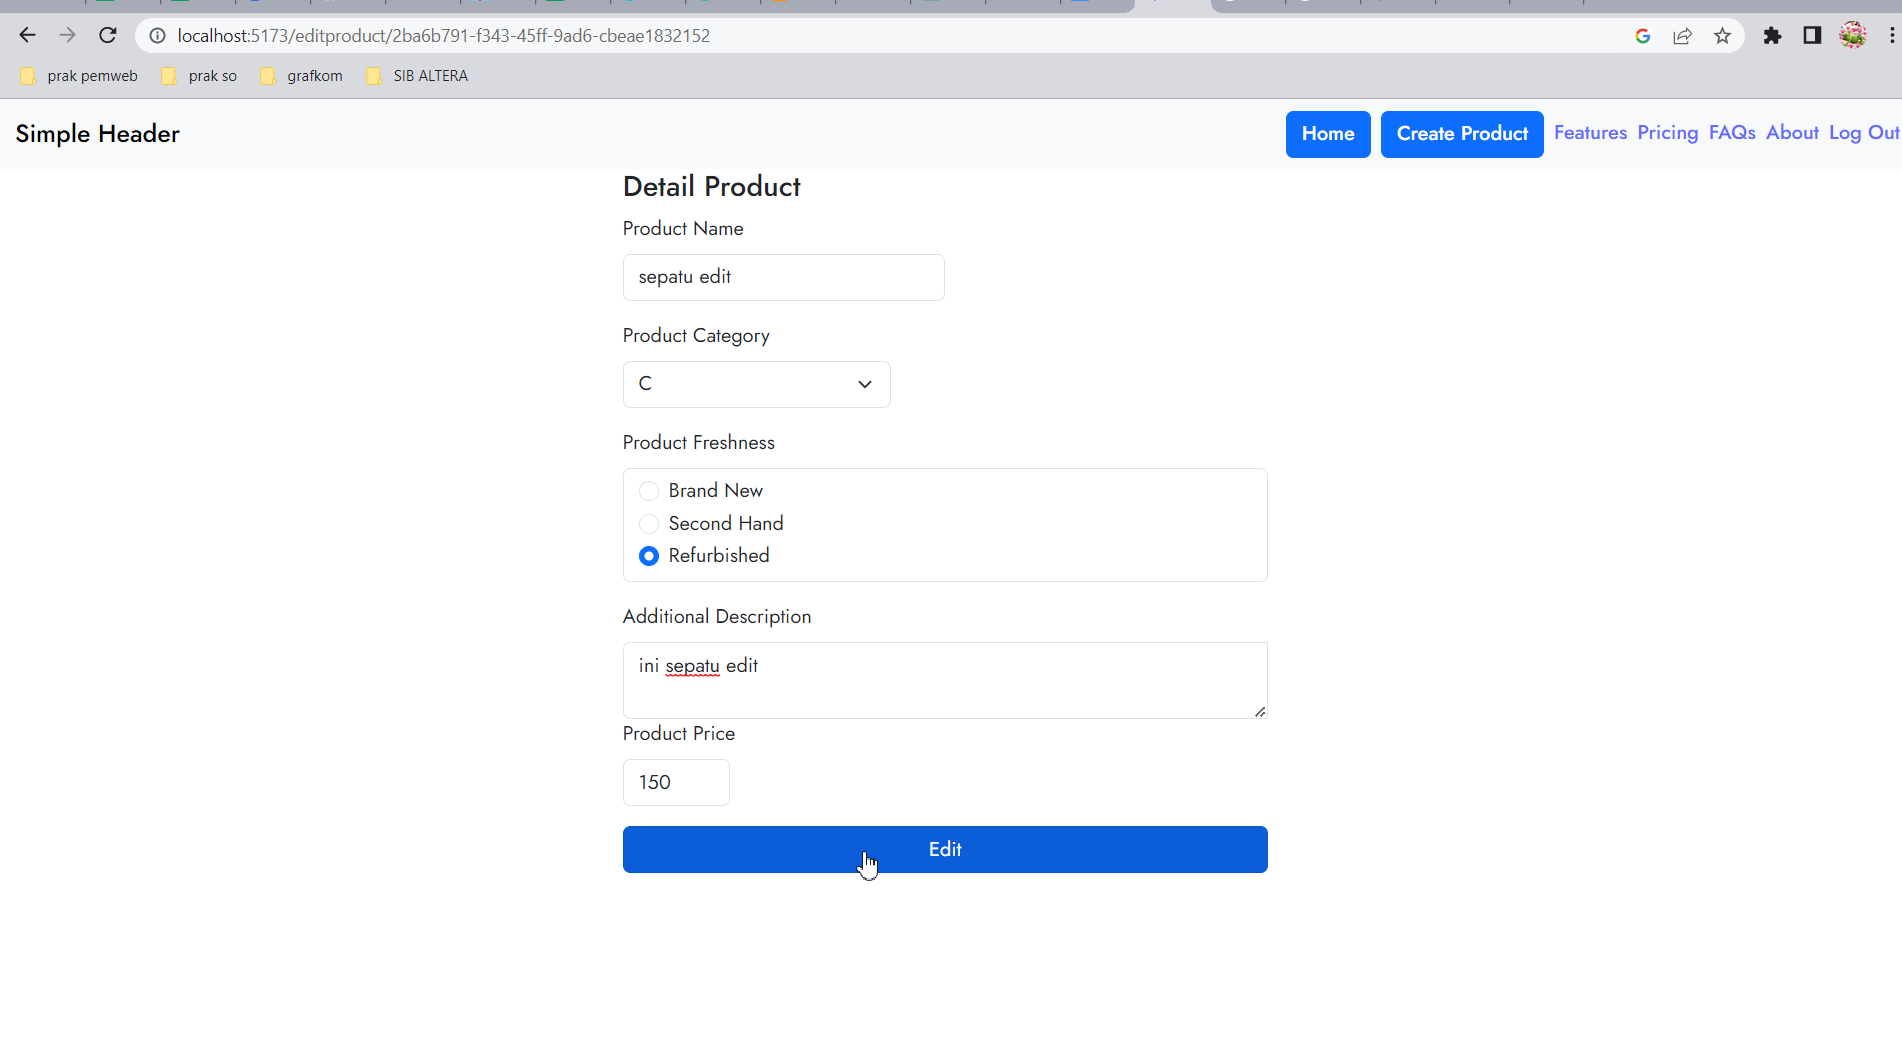 localhost:5173/editproduct/2ba6b791-f343-45ff-9ad6-cbeae1832152
prak pemweb prak so grafkom SIB ALTERA
Simple Header Home Create Product Features Pricing FAQs About Log Out
Detail Product
Product Name
sepatu edit
Product Category
C
Product Freshness
Brand New
Second Hand
Refurbished
Additional Description
ini sepatu edit
Product Price
150
Edit